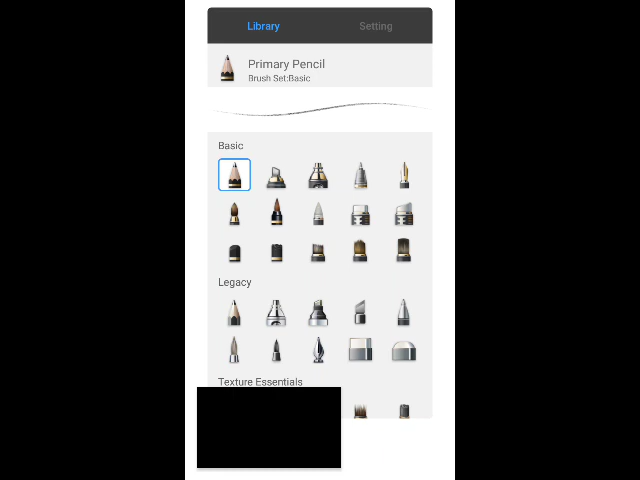 Library
Setting
Primary Pencil
Brush Set:Basic
Basic
Legacy
Texture Essentials